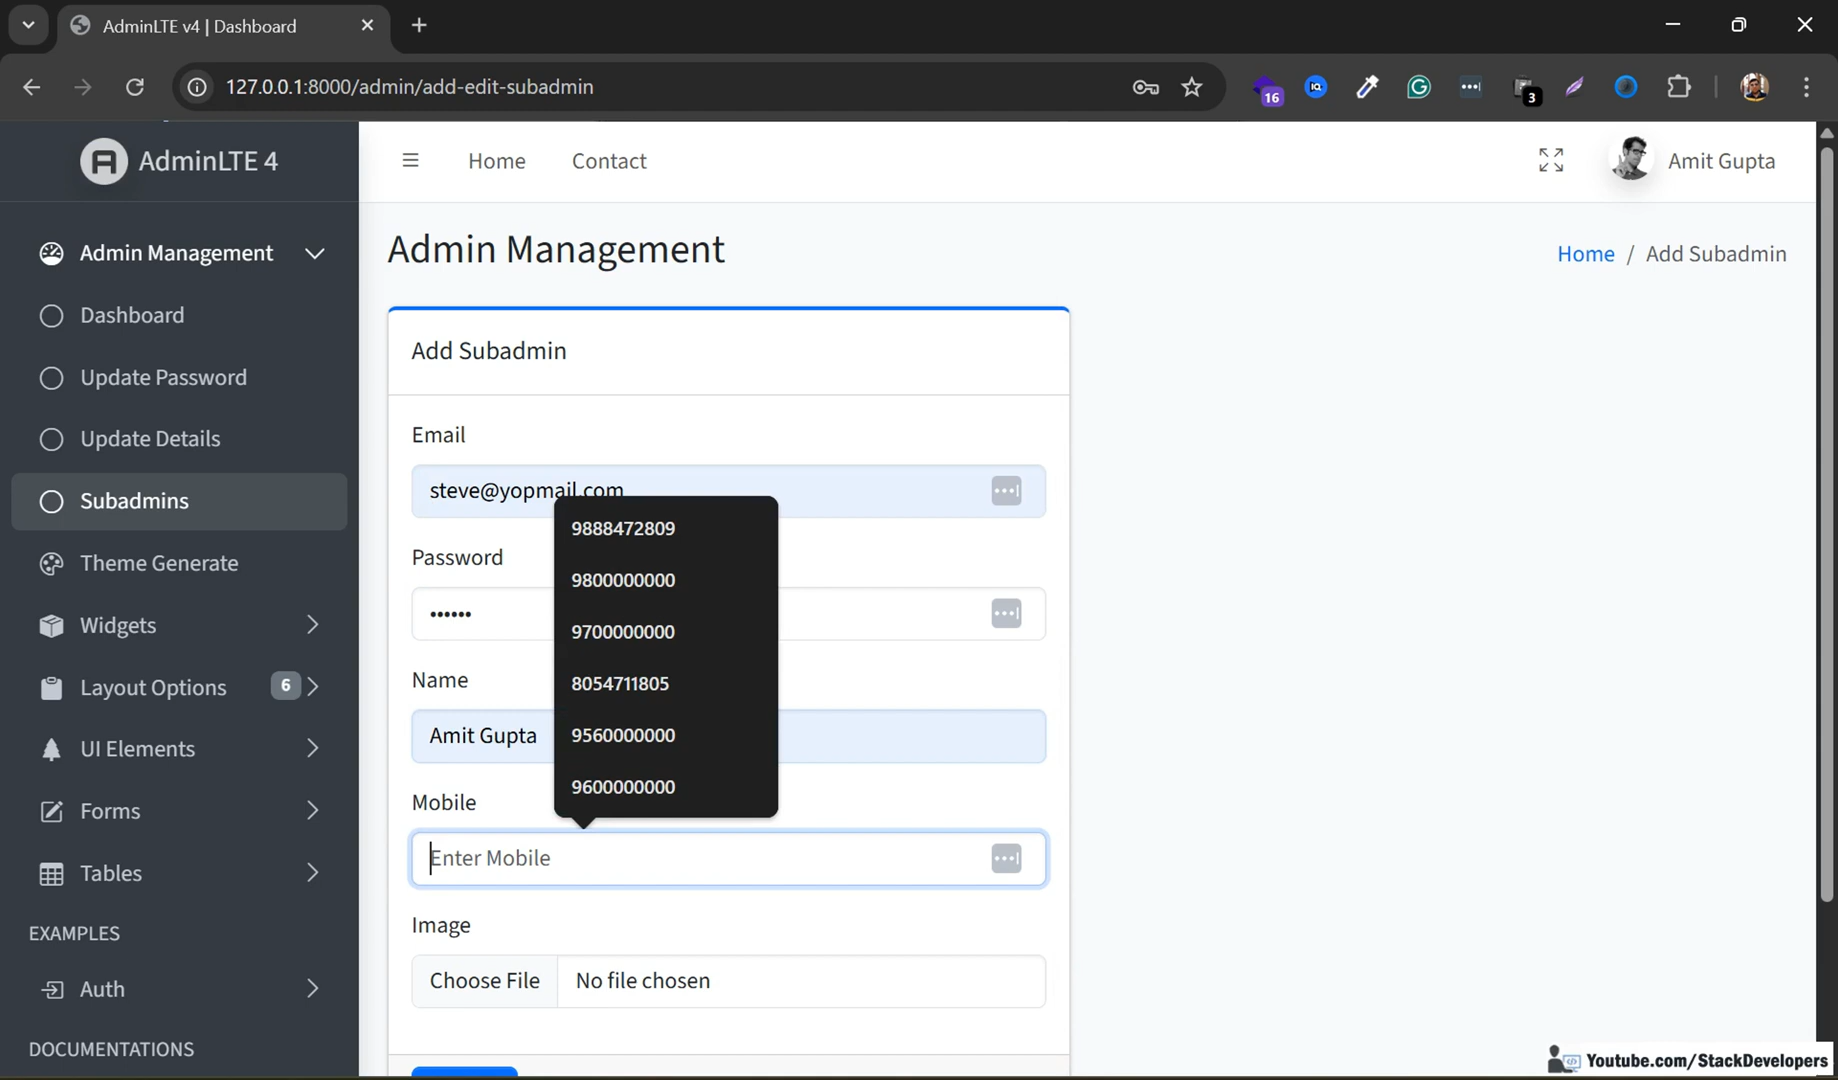 AdminLTE v4 | Dashboard
127.0.0.1:8000/admin/add-edit-subadmin
16
IQ
3
AdminLTE 4
Home
Contact
Amit Gupta
Admin Management
Dashboard
Update Password
Update Details
Subadmins
Theme Generate
Widgets
Layout Options
6
UI Elements
Forms
Tables
EXAMPLES
Auth
DOCUMENTATIONS
Admin Management
Home / Add Subadmin
Add Subadmin
Email
steve@yopmail.com
Password
••••••
Name
Amit Gupta
Mobile
9888472809
9800000000
9700000000
8054711805
9560000000
9600000000
Enter Mobile
Image
Choose File
No file chosen
Youtube.com/StackDevelopers